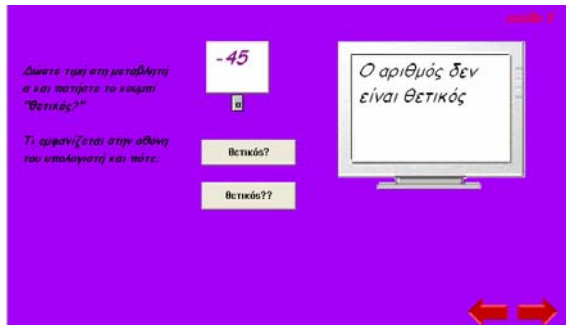 Δώστε τιμή στη μεταβλητή
α και πατήστε το κουμπί
"θετικός?"
Τι εμφανίζεται στην οθόνη
του υπολογιστή και πότε;
-45
α
θετικός?
θετικός??
Ο αριθμός δεν
είναι θετικός